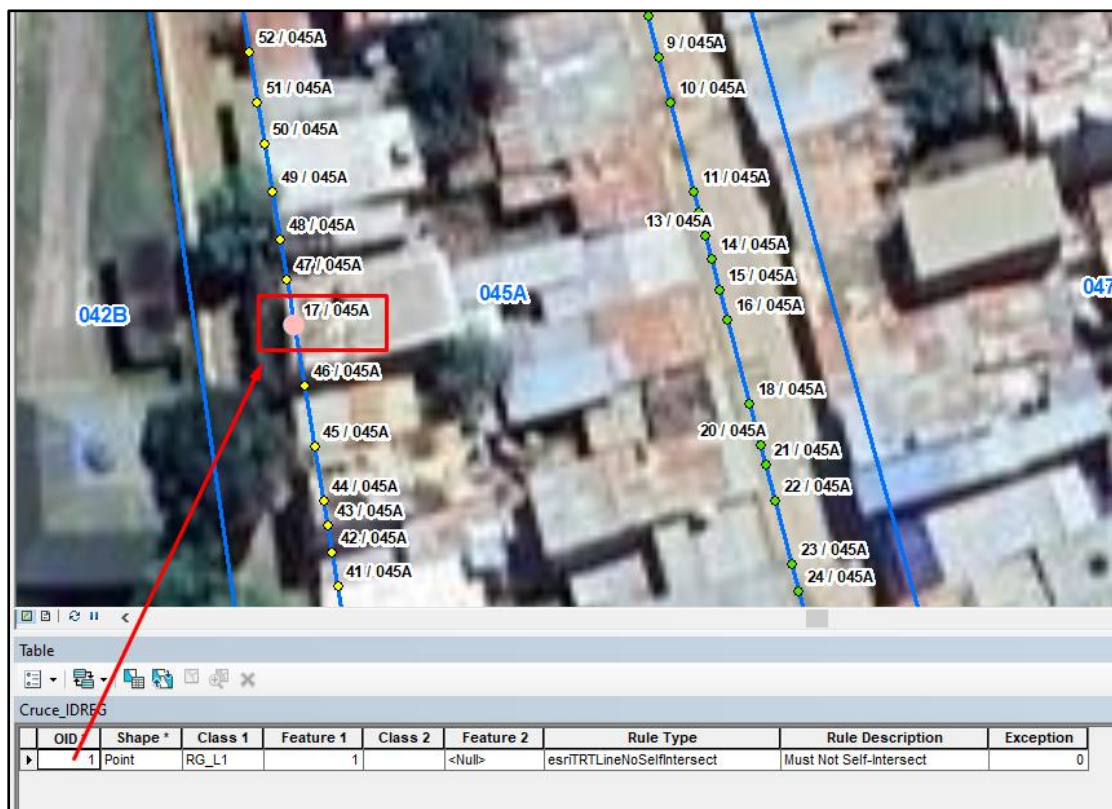 52 / 045A
9 / 045A
51 / 045A
10 / 045A
50 / 045A
49 / 045A
11 / 045A
48 / 045A
13 / 045A
14 / 045A
47 / 045A
15 / 045A
045A
047
17 / 045A
16 / 045A
042B
46 / 045A
18 / 045A
45 / 045A
20 / 045A
21 / 045A
44 / 045A
22 / 045A
43 / 045A
42 / 045A
23 / 045A
41 / 045A
24 / 045A
Table
Cruce_IDREG
OID * Shape * Class 1 Feature 1 Class 2 Feature 2 Rule Type Rule Description Exception
1 Point RG_L1 1 <Null> esriTRTLineNoSelfIntersect Must Not Self-Intersect 0